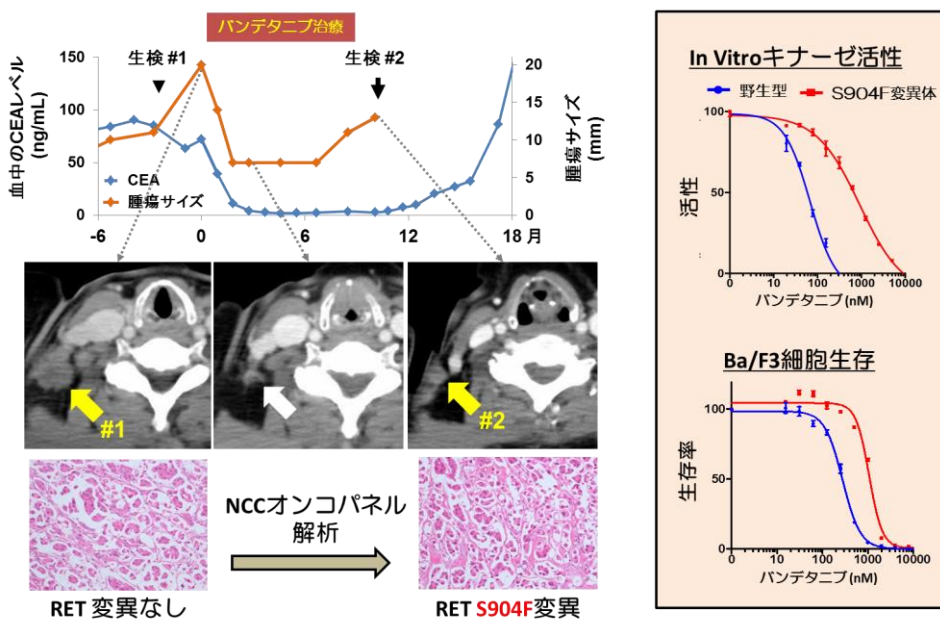 バンデタニブ治療
血中のCEAレベル
(ng/mL)
150
100
50
0
生検 #1
生検 #2
CEA
腫瘍サイズ
20
15
10
5
0
腫瘍サイズ
(mm)
-6
0
6
12
18 月
#1
#2
NCCオンコパネル
解析
RET 変異なし
RET S904F変異
In Vitroキナーゼ活性
野生型
S904F変異体
活性
100
50
0
0
10
100
1000
10000
バンデタニブ(nM)
Ba/F3細胞生存
生存率
100
50
0
0
10
100
1000
10000
バンデタニブ(nM)